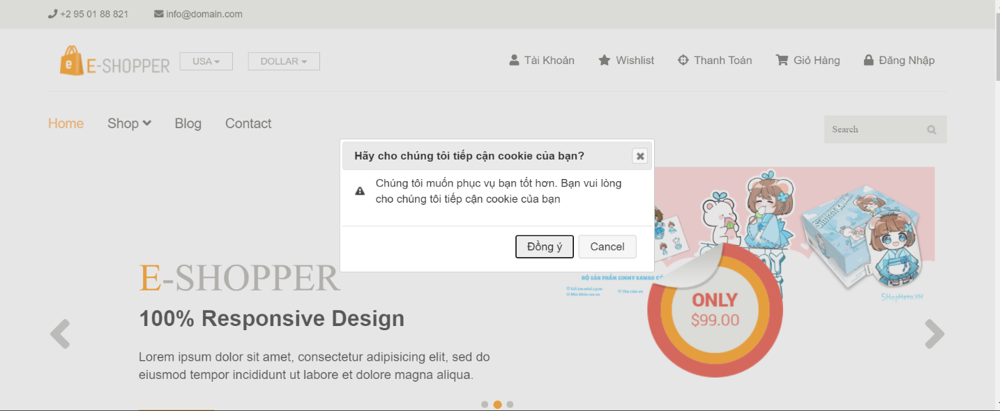 +2 95 01 88 821
info@domain.com
E-SHOPPER
USA
DOLLAR
Tài Khoản
Wishlist
Thanh Toán
Giỏ Hàng
Đăng Nhập
Home
Shop
Blog
Contact
Search
Hãy cho chúng tôi tiếp cận cookie của bạn?
Chúng tôi muốn phục vụ bạn tốt hơn. Bạn vui lòng
cho chúng tôi tiếp cận cookie của bạn
Đồng ý
Cancel
E-SHOPPER
100% Responsive Design
Lorem ipsum dolor sit amet, consectetur adipisicing elit, sed do
eiusmod tempor incididunt ut labore et dolore magna aliqua.
BỘ SẢN PHẨM SIMMY KAWAII
ONLY
$99.00
SHopHero.VN